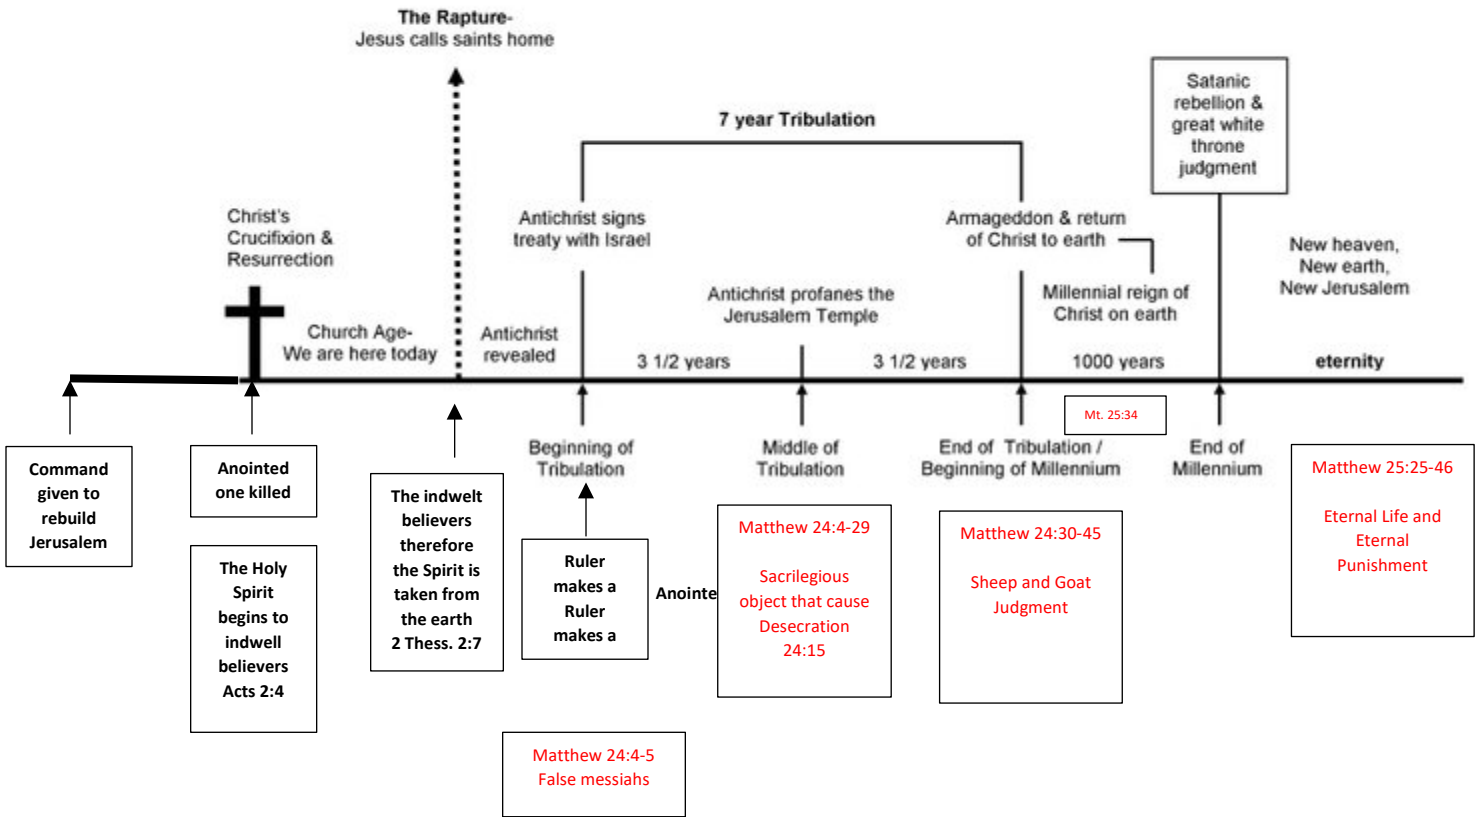 The Rapture-
Jesus calls saints home
7 year Tribulation
Satanic
rebellion &
great white
throne
judgment
Christ's
Crucifixion &
Resurrection
Antichrist signs
treaty with Israel
Armageddon & return
of Christ to earth
New heaven,
New earth,
New Jerusalem
Antichrist profanes the
Jerusalem Temple
Millennial reign of
Christ on earth
Church Age-
We are here today
Antichrist
revealed
3 1/2 years
3 1/2 years
1000 years
eternity
Mt. 25:34
Beginning of
Tribulation
Middle of
Tribulation
End of Tribulation /
Beginning of Millennium
End of
Millennium
Command
given to
rebuild
Jerusalem
Anointed
one killed
The Holy
Spirit
begins to
indwell
believers
Acts 2:4
The indwelt
believers
therefore
the Spirit is
taken from
the earth
2 Thess. 2:7
Ruler
makes a
Ruler
makes a
Anointe
Matthew 24:4-29
Sacrilegious
object that cause
Desecration
24:15
Matthew 24:30-45
Sheep and Goat
Judgment
Matthew 25:25-46
Eternal Life and
Eternal
Punishment
Matthew 24:4-5
False messiahs